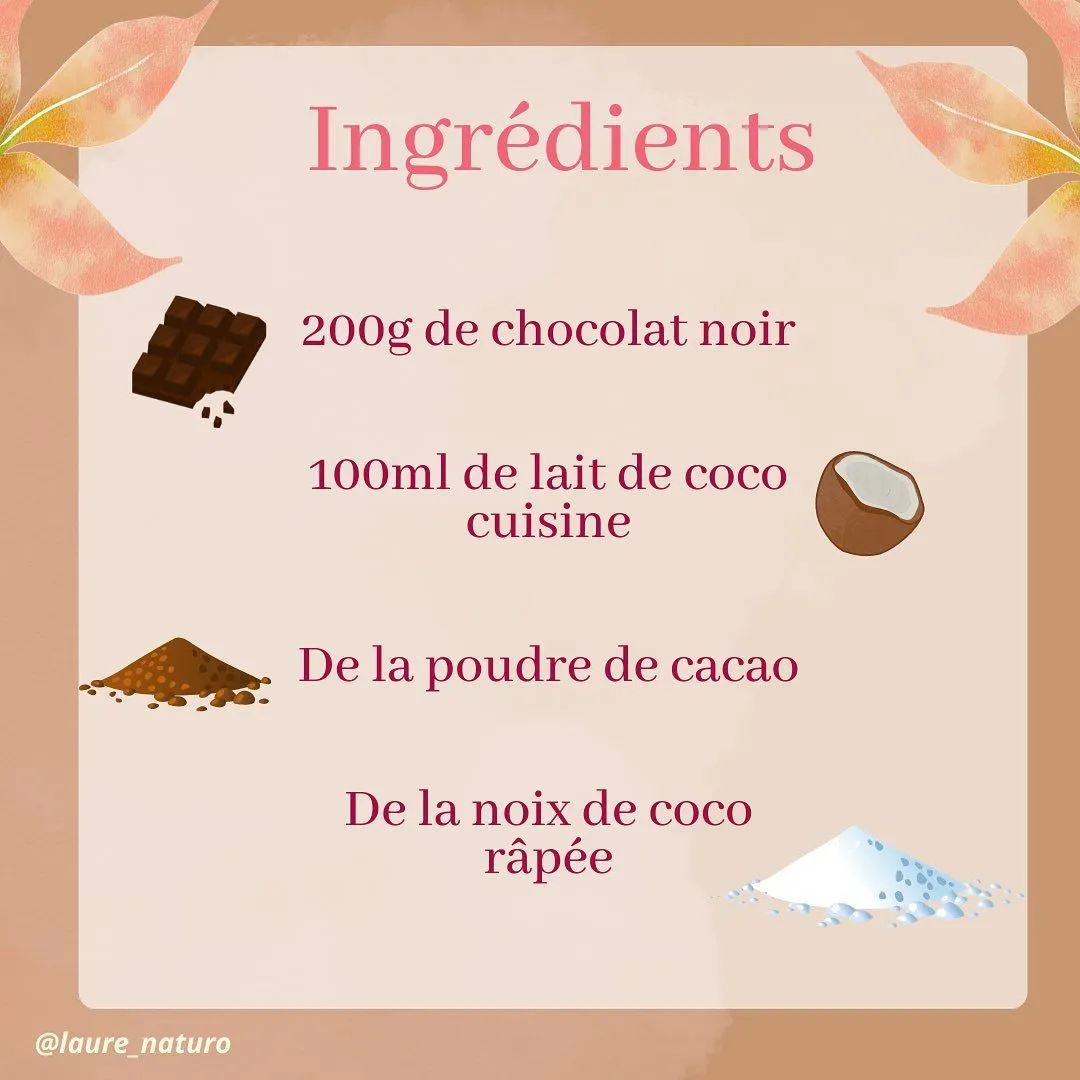 Ingrédients
200g de chocolat noir
100ml de lait de coco
cuisine
De la poudre de cacao
De la noix de coco
râpée
@laure_naturo